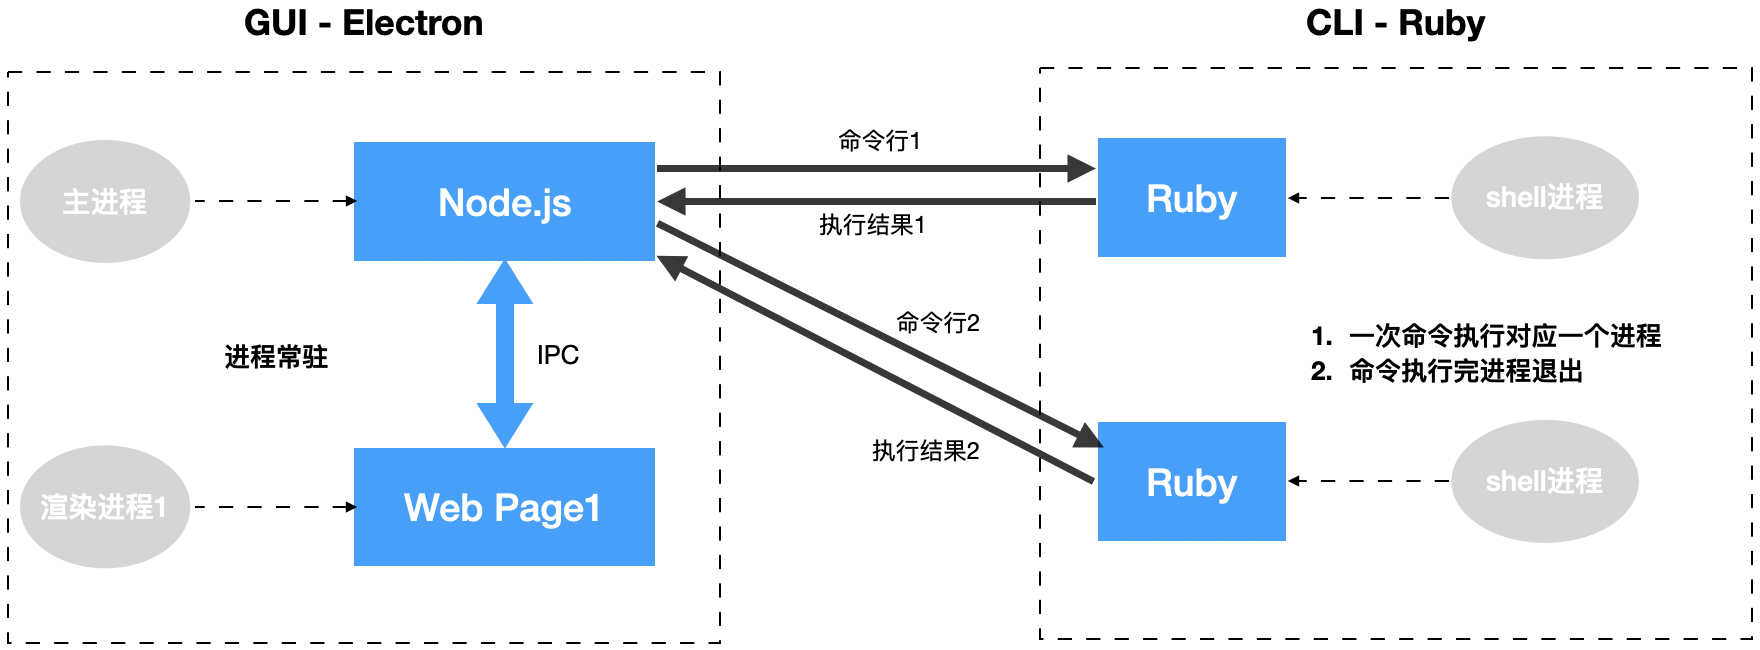 GUI - Electron
CLI - Ruby
主进程
Node.js
命令行1
执行结果1
Ruby
shell进程
进程常驻
IPC
命令行2
执行结果2
1. 一次命令执行对应一个进程
2. 命令执行完进程退出
渲染进程1
Web Page1
Ruby
shell进程